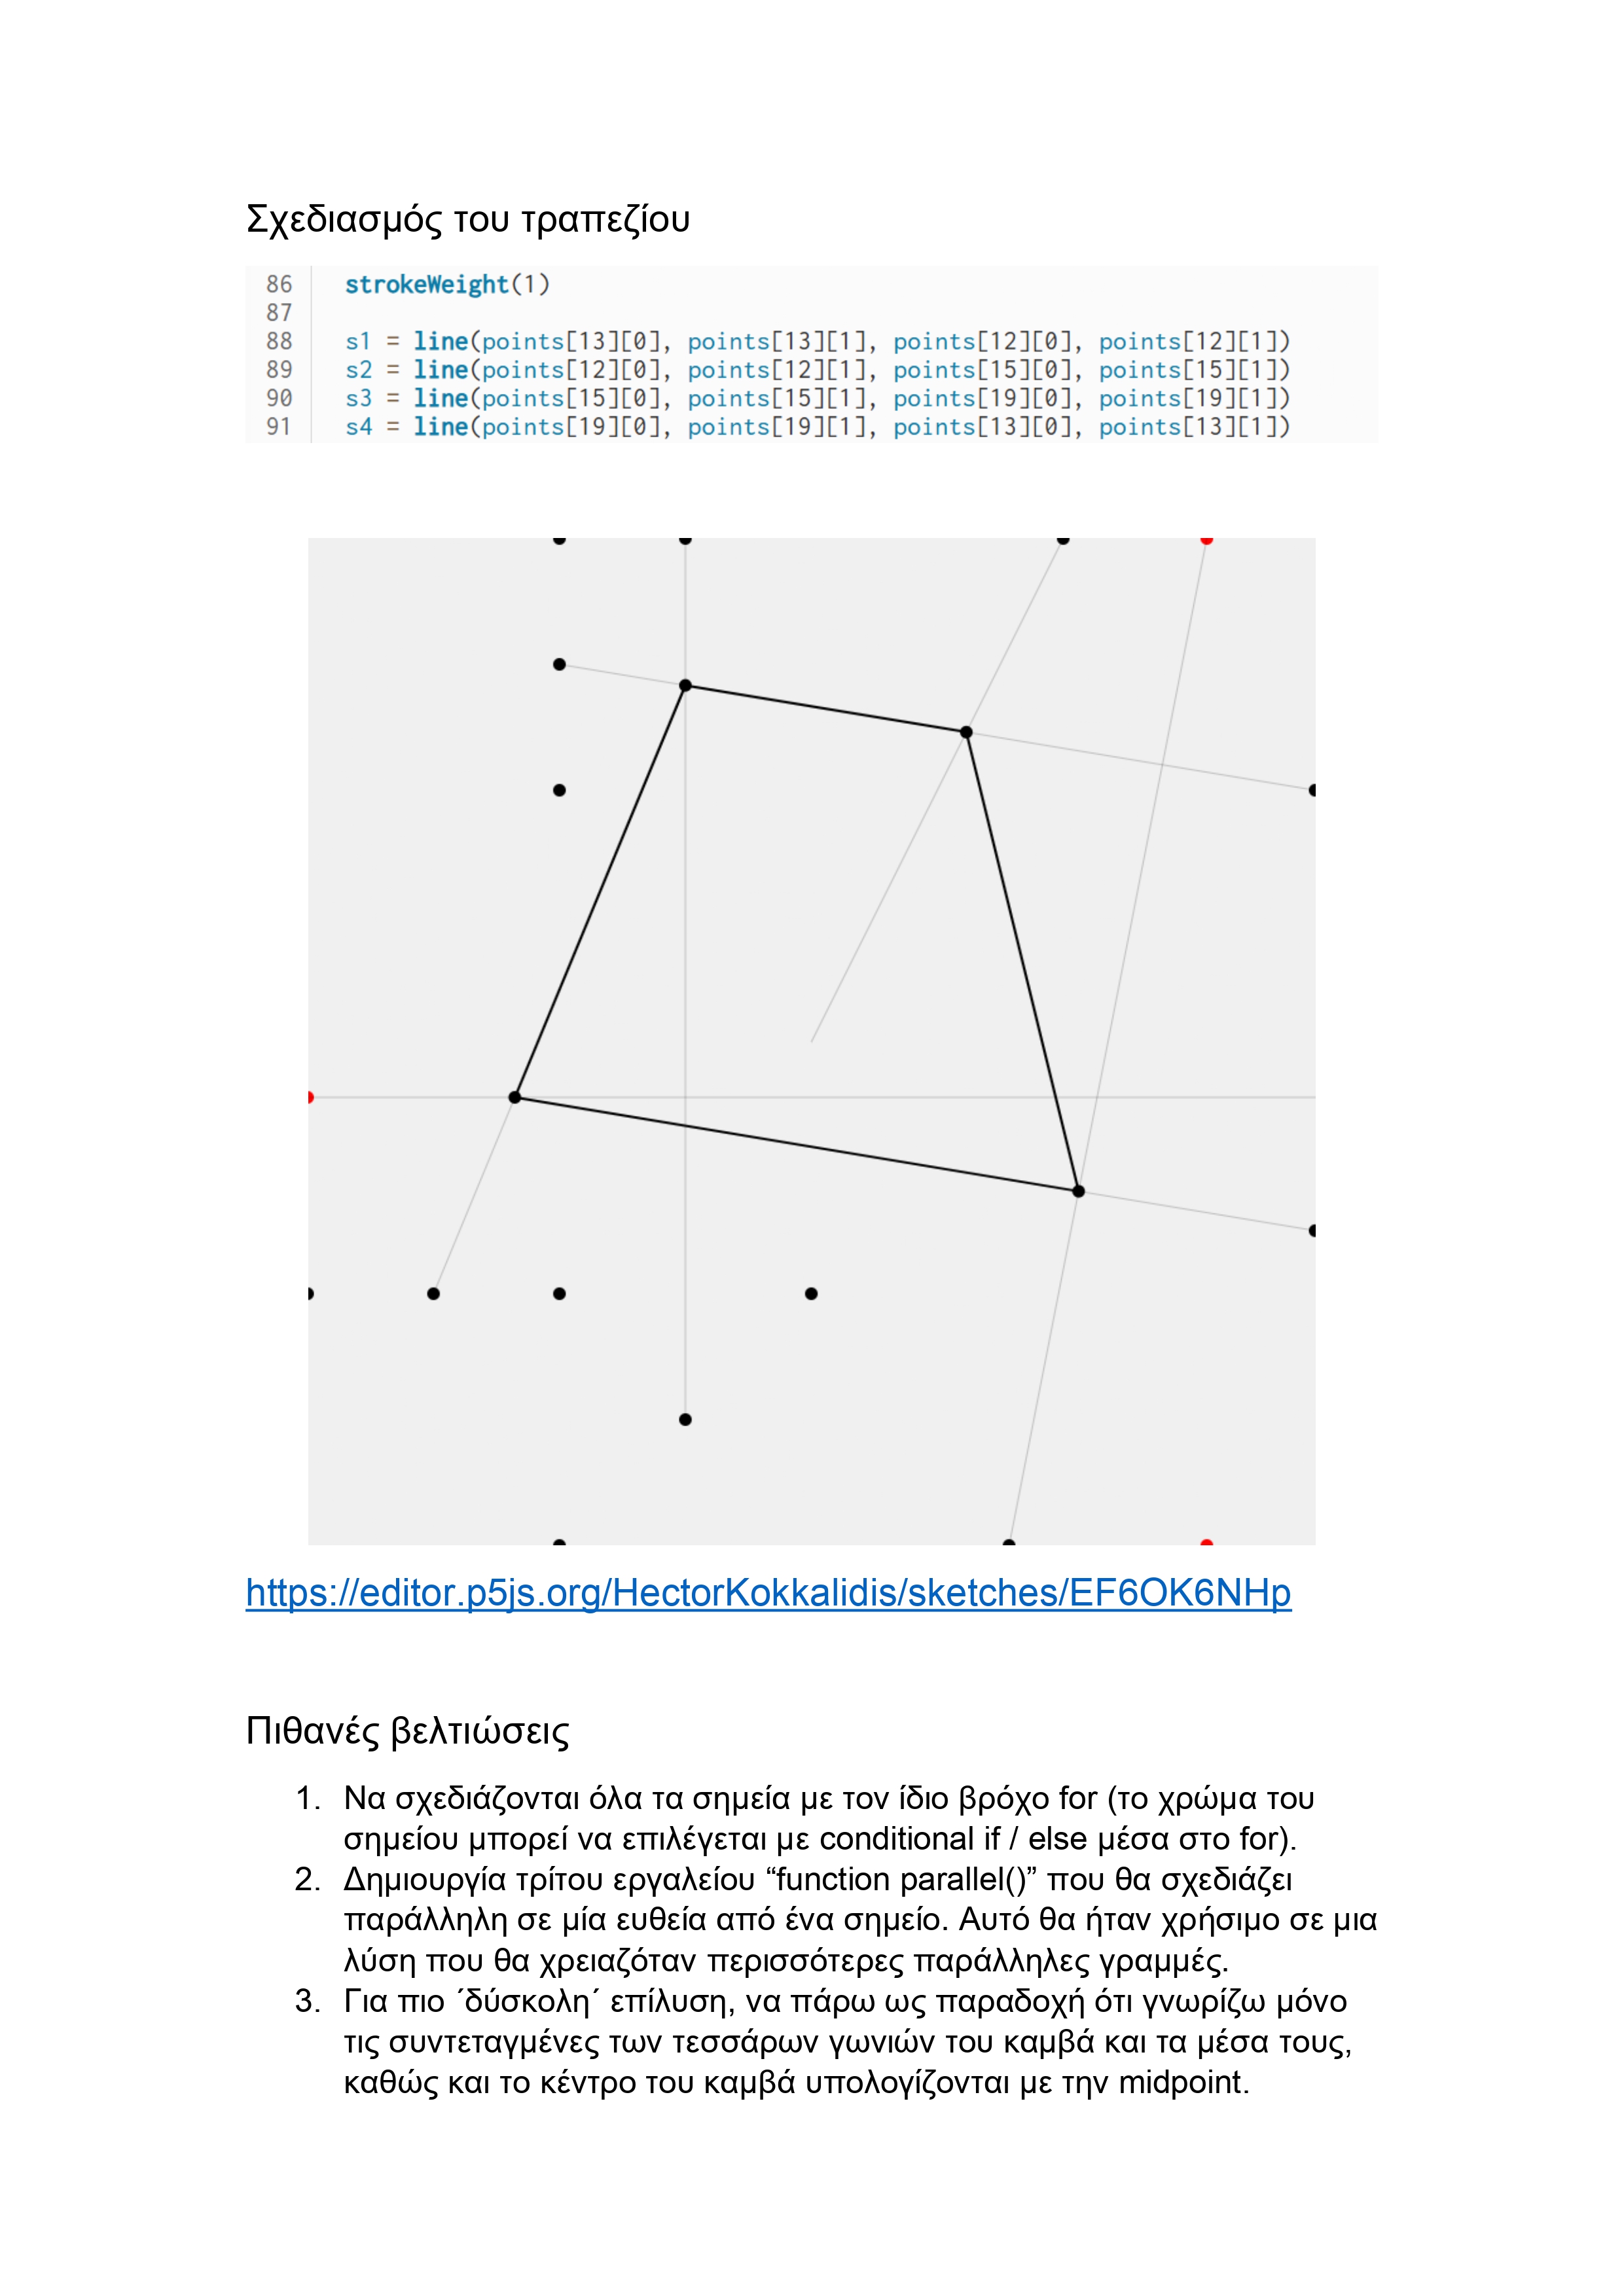 Σχεδιασμός του τραπεζίου
86 strokeWeight(1)
87
88 s1 = line(points[13][0], points[13][1], points[12][0], points[12][1])
89 s2 = line(points[12][0], points[12][1], points[15][0], points[15][1])
90 s3 = line(points[15][0], points[15][1], points[19][0], points[19][1])
91 s4 = line(points[19][0], points[19][1], points[13][0], points[13][1])
https://editor.p5js.org/HectorKokkalidis/sketches/EF6OK6NHp
Πιθανές βελτιώσεις
1. Να σχεδιάζονται όλα τα σημεία με τον ίδιο βρόχο for (το χρώμα του
σημείου μπορεί να επιλέγεται με conditional if / else μέσα στο for).
2. Δημιουργία τρίτου εργαλείου “function parallel()” που θα σχεδιάζει
παράλληλη σε μία ευθεία από ένα σημείο. Αυτό θα ήταν χρήσιμο σε μια
λύση που θα χρειαζόταν περισσότερες παράλληλες γραμμές.
3. Για πιο ΄δύσκολη΄ επίλυση, να πάρω ως παραδοχή ότι γνωρίζω μόνο
τις συντεταγμένες των τεσσάρων γωνιών του καμβά και τα μέσα τους,
καθώς και το κέντρο του καμβά υπολογίζονται με την midpoint.